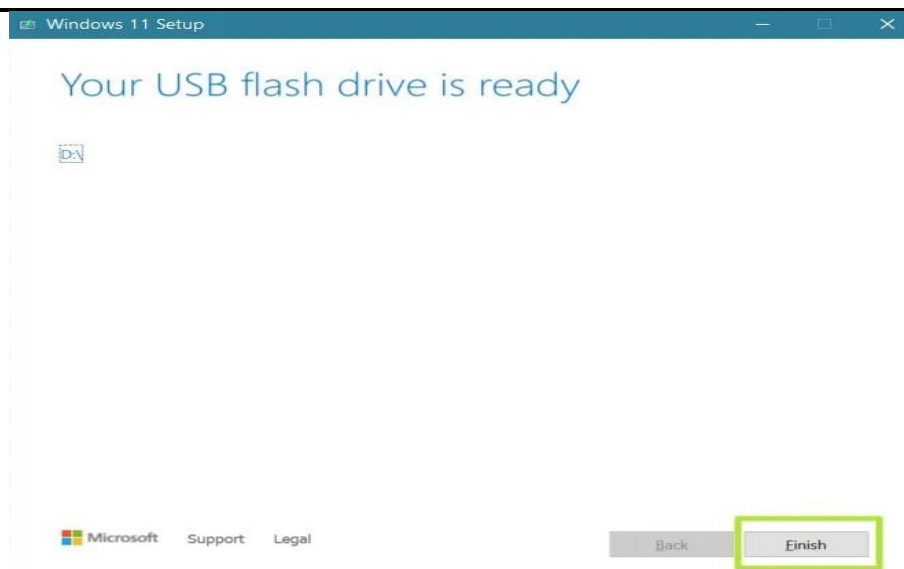 Windows 11 Setup
Your USB flash drive is ready
D:\
Microsoft Support Legal
Back Finish